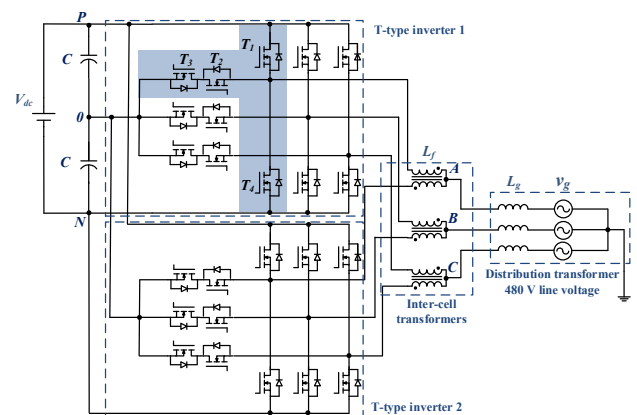 P
T-type inverter 1
T1
T3
T2
C
Vdc
0
C
T4
N
Lf
A
B
C
Inter-cell
transformers
Lg
vg
Distribution transformer
480 V line voltage
T-type inverter 2